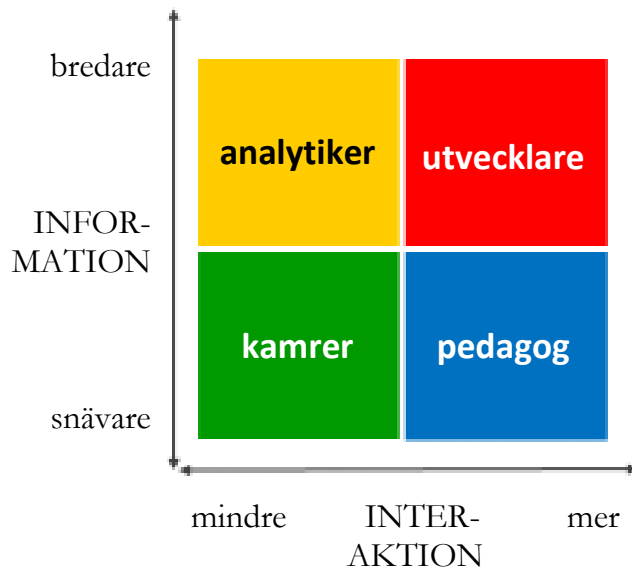 bredare
analytiker
utvecklare
INFOR-
MATION
kamrer
pedagog
snävare
mindre
INTER-
AKTION
mer